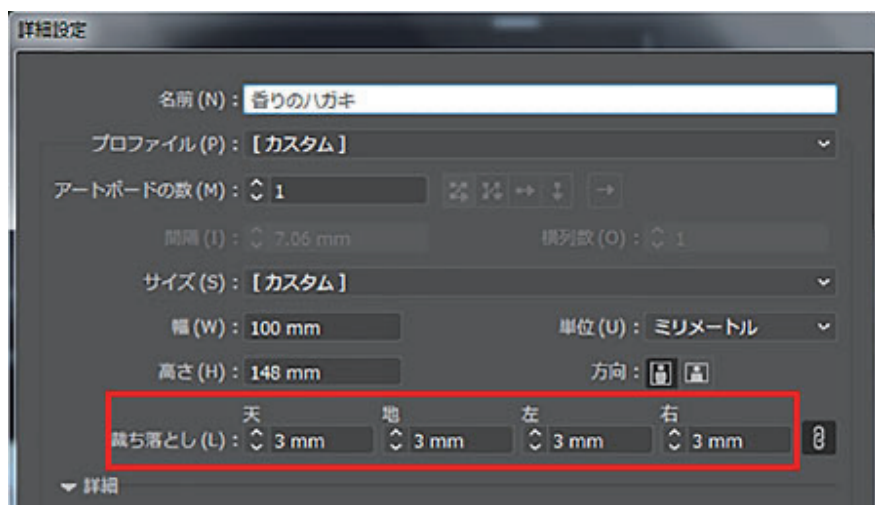 詳細設定
名前(N): 香りのハガキ
プロファイル(P): [カスタム]
アートボードの数(M): 1
間隔(I): 7.06 mm 横列数(O): 1
サイズ(S): [カスタム]
幅(W): 100 mm 単位(U): ミリメートル
高さ(H): 148 mm 方向:
天 地 左 右
裁ち落とし(L): 3 mm 3 mm 3 mm 3 mm
詳細